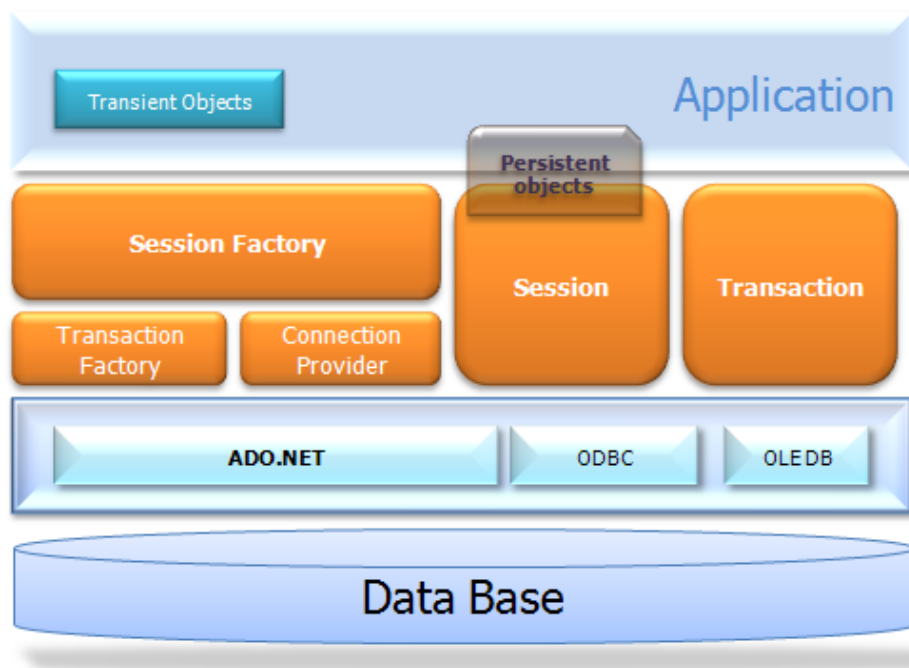 Application
Transient Objects
Persistent
objects
Session Factory
Session
Transaction
Transaction
Factory
Connection
Provider
ADO.NET
ODBC
OLEDB
Data Base